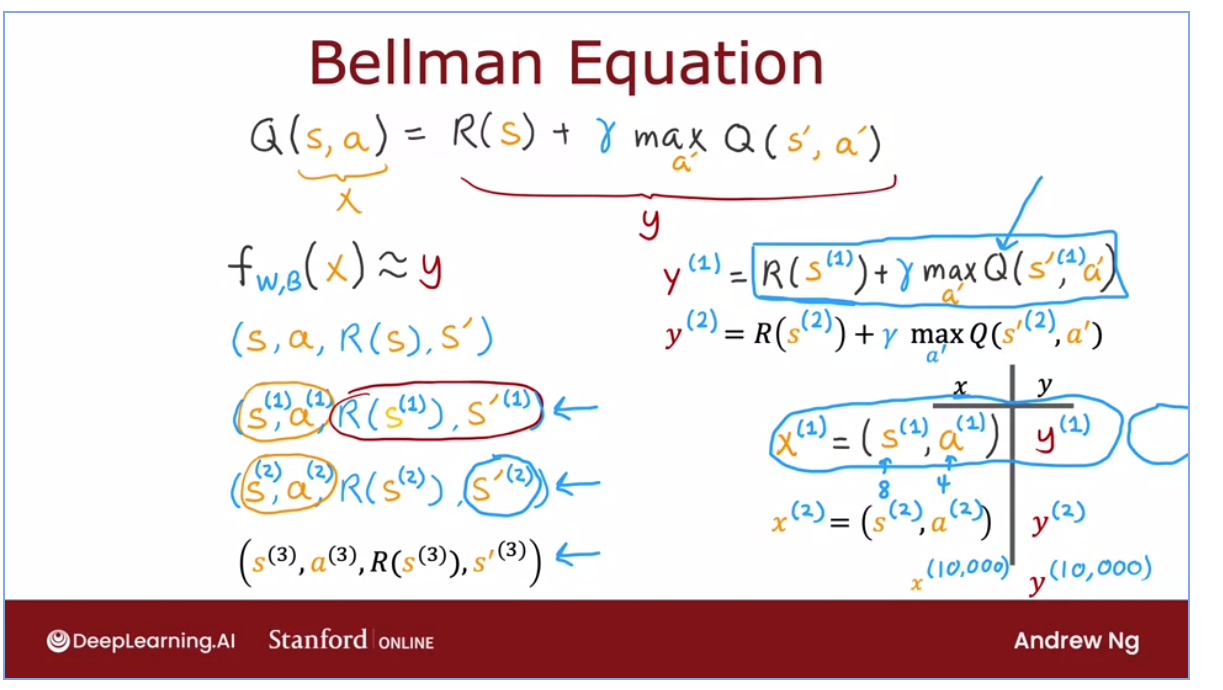 Bellman Equation
Q(s, a) = R(s) + γ max Q(s′, a′)
a′
x
y
f_{W,B}(x) ≈ y
(s, a, R(s), s′)
(s^{(1)}, a^{(1)}, R(s^{(1)}), s′^{(1)}) ←
(s^{(2)}, a^{(2)}, R(s^{(2)}), s′^{(2)}) ←
(s^{(3)}, a^{(3)}, R(s^{(3)}), s′^{(3)}) ←
y^{(1)} = R(s^{(1)}) + γ max Q(s′^{(1)}, a′)
a′
y^{(2)} = R(s^{(2)}) + γ max Q(s′^{(2)}, a′)
a′
x y
x^{(1)} = (s^{(1)}, a^{(1)}) y^{(1)}
8 4
x^{(2)} = (s^{(2)}, a^{(2)}) y^{(2)}
x^{(10,000)} y^{(10,000)}
DeepLearning.AI Stanford | ONLINE Andrew Ng